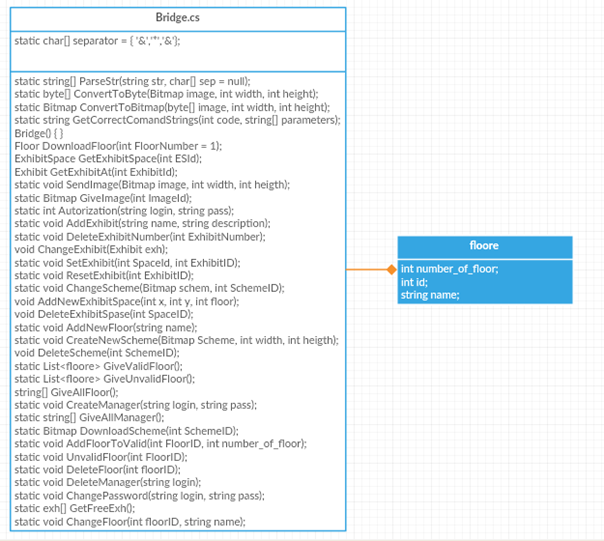 Bridge.cs
static char[] separator = { '&','*','&'};
static string[] ParseStr(string str, char[] sep = null);
static byte[] ConvertToByte(Bitmap image, int width, int height);
static Bitmap ConvertToBitmap(byte[] image, int width, int height);
static string GetCorrectComandStrings(int code, string[] parameters);
Bridge() { }
Floor DownloadFloor(int FloorNumber = 1);
ExhibitSpace GetExhibitSpace(int ESId);
Exhibit GetExhibitAt(int ExhibitId);
static void SendImage(Bitmap image, int width, int heigth);
static Bitmap GiveImage(int ImageId);
static int Autorization(string login, string pass);
static void AddExhibit(string name, string description);
static void DeleteExhibitNumber(int ExhibitNumber);
void ChangeExhibit(Exhibit exh);
static void SetExhibit(int SpaceId, int ExhibitID);
static void ResetExhibit(int ExhibitID);
static void ChangeScheme(Bitmap schem, int SchemeID);
void AddNewExhibitSpace(int x, int y, int floor);
void DeleteExhibitSpase(int SpaceID);
static void AddNewFloor(string name);
static void CreateNewScheme(Bitmap Scheme, int width, int heigth);
void DeleteScheme(int SchemeID);
static List<floore> GiveValidFloor();
static List<floore> GiveUnvalidFloor();
string[] GiveAllFloor();
static void CreateManager(string login, string pass);
static string[] GiveAllManager();
static Bitmap DownloadScheme(int SchemeID);
static void AddFloorToValid(int FloorID, int number_of_floor);
static void UnvalidFloor(int FloorID);
static void DeleteFloor(int floorID);
static void DeleteManager(string login);
static void ChangePassword(string login, string pass);
static exh[] GetFreeExh();
static void ChangeFloor(int floorID, string name);
floore
int number_of_floor;
int id;
string name;